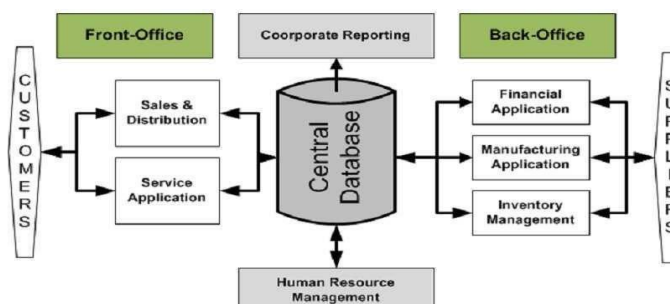 Front-Office
Coorporate Reporting
Back-Office
CUSTOMERS
Sales &
Distribution
Service
Application
Central
Database
Financial
Application
Manufacturing
Application
Inventory
Management
Human Resource
Management